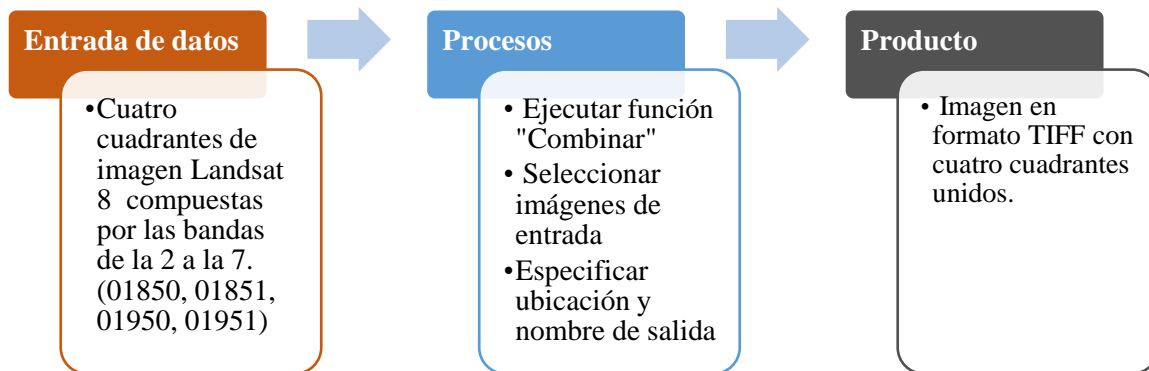 Entrada de datos
•Cuatro
cuadrantes de
imagen Landsat
8 compuestas
por las bandas
de la 2 a la 7.
(01850, 01851,
01950, 01951)
Procesos
• Ejecutar función
"Combinar"
• Seleccionar
imágenes de
entrada
•Especificar
ubicación y
nombre de salida
Producto
• Imagen en
formato TIFF con
cuatro cuadrantes
unidos.